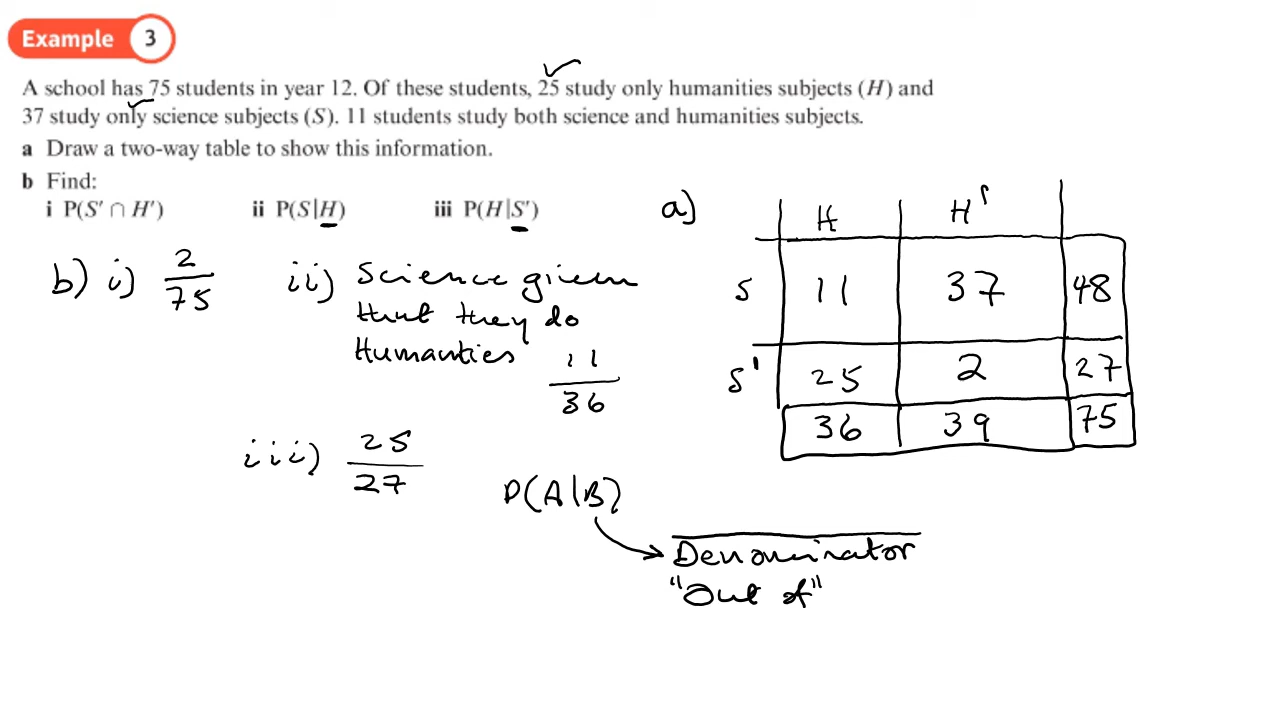 Example 3
A school has 75 students in year 12. Of these students, 25 study only humanities subjects (H) and
37 study only science subjects (S). 11 students study both science and humanities subjects.
a Draw a two-way table to show this information.
b Find:
i P(S′ ∩ H′) ii P(S|H) iii P(H|S′)
a)
H H'
S 11 37 48
S' 25 2 27
36 39 75
b) i) 2/75
ii) Science given
that they do
Humanties 11/36
iii) 25/27
P(A|B)
Denominator
"Out of"